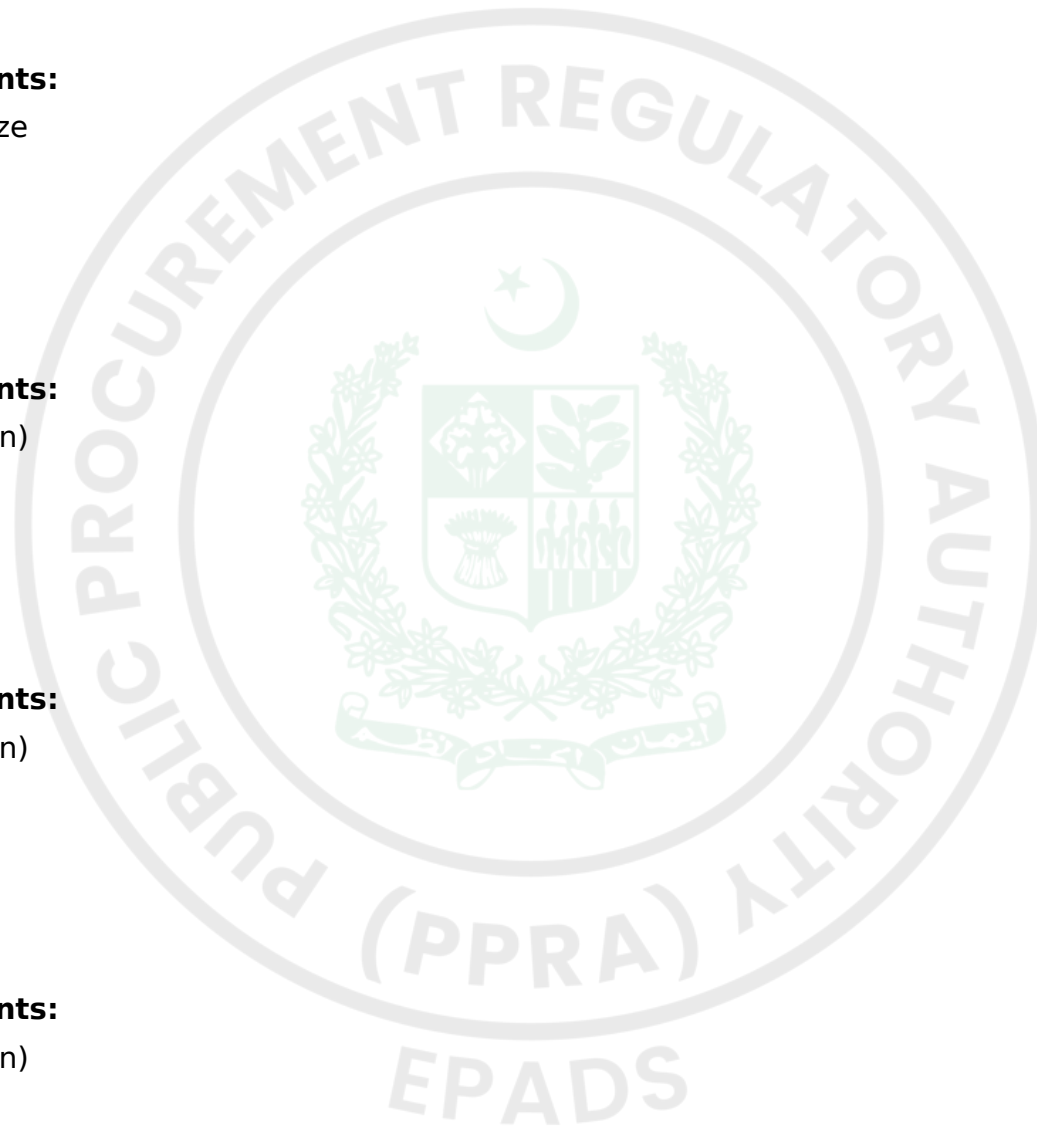 nts:
ze
nts:
n)
nts:
n)
nts:
n)
PUBLIC PROCUREMENT REGULATORY AUTHORITY
(PPRA)
EPADS